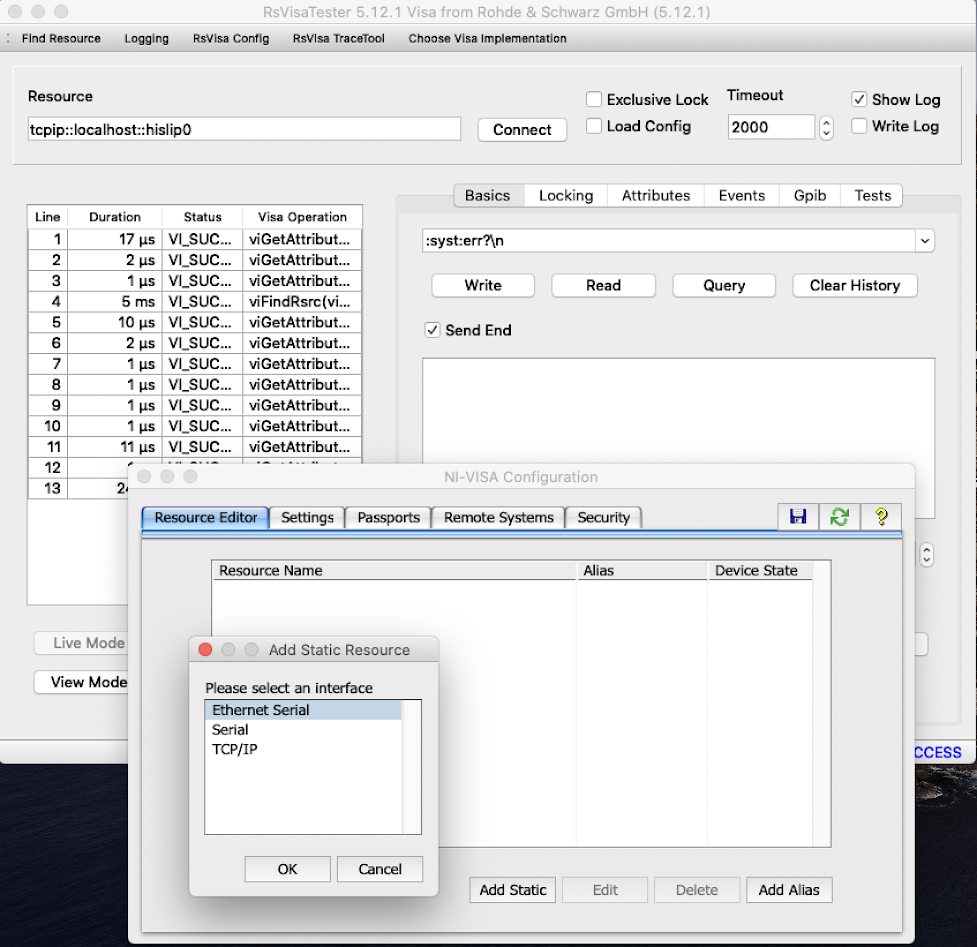 RsVisaTester 5.12.1 Visa from Rohde & Schwarz GmbH (5.12.1)
Find Resource Logging RsVisa Config RsVisa TraceTool Choose Visa Implementation
Resource
tcpip::localhost::hislip0
Connect
Exclusive Lock
Load Config
Timeout
2000
Show Log
Write Log
Line Duration Status Visa Operation
1 17 µs VI_SUC... viGetAttribut...
2 2 µs VI_SUC... viGetAttribut...
3 1 µs VI_SUC... viGetAttribut...
4 5 ms VI_SUC... viFindRsrc(vi...
5 10 µs VI_SUC... viGetAttribut...
6 2 µs VI_SUC... viGetAttribut...
7 1 µs VI_SUC... viGetAttribut...
8 1 µs VI_SUC... viGetAttribut...
9 1 µs VI_SUC... viGetAttribut...
10 1 µs VI_SUC... viGetAttribut...
11 11 µs VI_SUC... viGetAttribut...
12
13 24
Live Mode
View Mode
Basics Locking Attributes Events Gpib Tests
:syst:err?\n
Write Read Query Clear History
Send End
CCESS
NI-VISA Configuration
Resource Editor Settings Passports Remote Systems Security
?
Resource Name Alias Device State
Add Static Resource
Please select an interface
Ethernet Serial
Serial
TCP/IP
OK Cancel
Add Static Edit Delete Add Alias